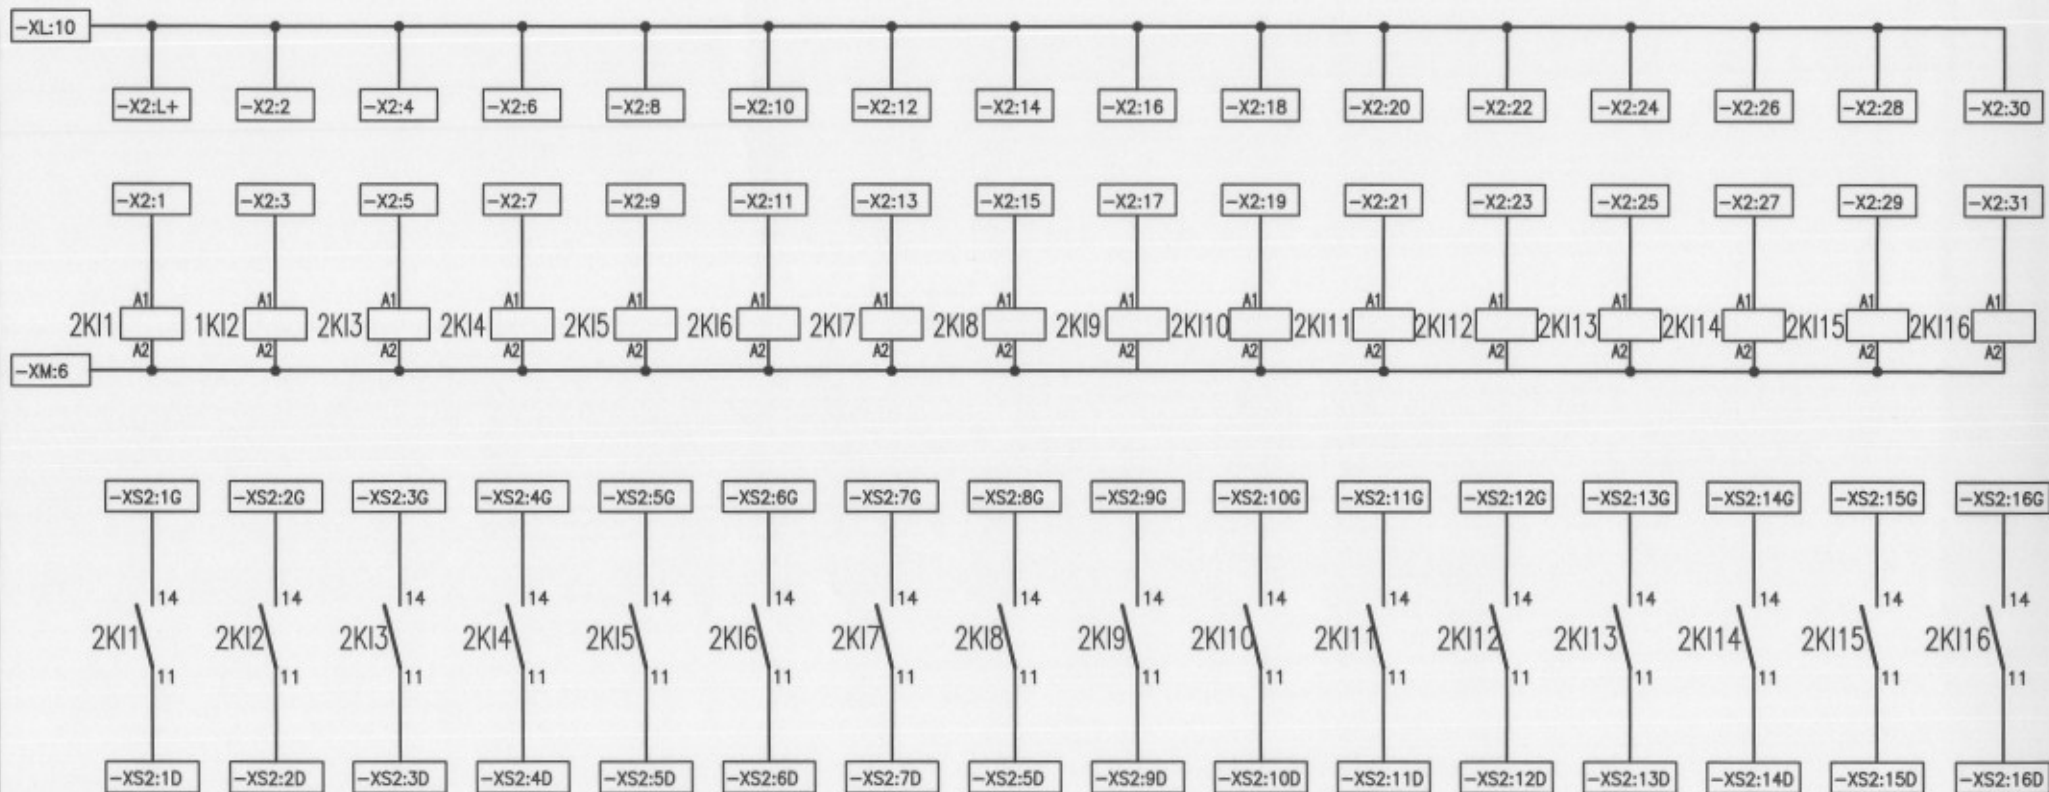 -XL:10
-X2:L+ -X2:2 -X2:4 -X2:6 -X2:8 -X2:10 -X2:12 -X2:14 -X2:16 -X2:18 -X2:20 -X2:22 -X2:24 -X2:26 -X2:28 -X2:30
-X2:1 -X2:3 -X2:5 -X2:7 -X2:9 -X2:11 -X2:13 -X2:15 -X2:17 -X2:19 -X2:21 -X2:23 -X2:25 -X2:27 -X2:29 -X2:31
A1 A1 A1 A1 A1 A1 A1 A1 A1 A1 A1 A1 A1 A1 A1 A1
2KI1 1KI2 2KI3 2KI4 2KI5 2KI6 2KI7 2KI8 2KI9 2KI10 2KI11 2KI12 2KI13 2KI14 2KI15 2KI16
A2 A2 A2 A2 A2 A2 A2 A2 A2 A2 A2 A2 A2 A2 A2 A2
-XM:6
-XS2:1G -XS2:2G -XS2:3G -XS2:4G -XS2:5G -XS2:6G -XS2:7G -XS2:8G -XS2:9G -XS2:10G -XS2:11G -XS2:12G -XS2:13G -XS2:14G -XS2:15G -XS2:16G
14 14 14 14 14 14 14 14 14 14 14 14 14 14 14 14
2KI1 2KI2 2KI3 2KI4 2KI5 2KI6 2KI7 2KI8 2KI9 2KI10 2KI11 2KI12 2KI13 2KI14 2KI15 2KI16
11 11 11 11 11 11 11 11 11 11 11 11 11 11 11 11
-XS2:1D -XS2:2D -XS2:3D -XS2:4D -XS2:5D -XS2:6D -XS2:7D -XS2:5D -XS2:9D -XS2:10D -XS2:11D -XS2:12D -XS2:13D -XS2:14D -XS2:15D -XS2:16D